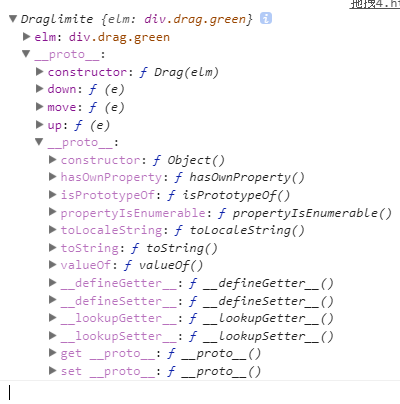 拖拽4.ht
Draglimite {elm: div.drag.green} i
elm: div.drag.green
__proto__:
constructor: ƒ Drag(elm)
down: ƒ (e)
move: ƒ (e)
up: ƒ (e)
__proto__:
constructor: ƒ Object()
hasOwnProperty: ƒ hasOwnProperty()
isPrototypeOf: ƒ isPrototypeOf()
propertyIsEnumerable: ƒ propertyIsEnumerable()
toLocaleString: ƒ toLocaleString()
toString: ƒ toString()
valueOf: ƒ valueOf()
__defineGetter__: ƒ __defineGetter__()
__defineSetter__: ƒ __defineSetter__()
__lookupGetter__: ƒ __lookupGetter__()
__lookupSetter__: ƒ __lookupSetter__()
get __proto__: ƒ __proto__()
set __proto__: ƒ __proto__()